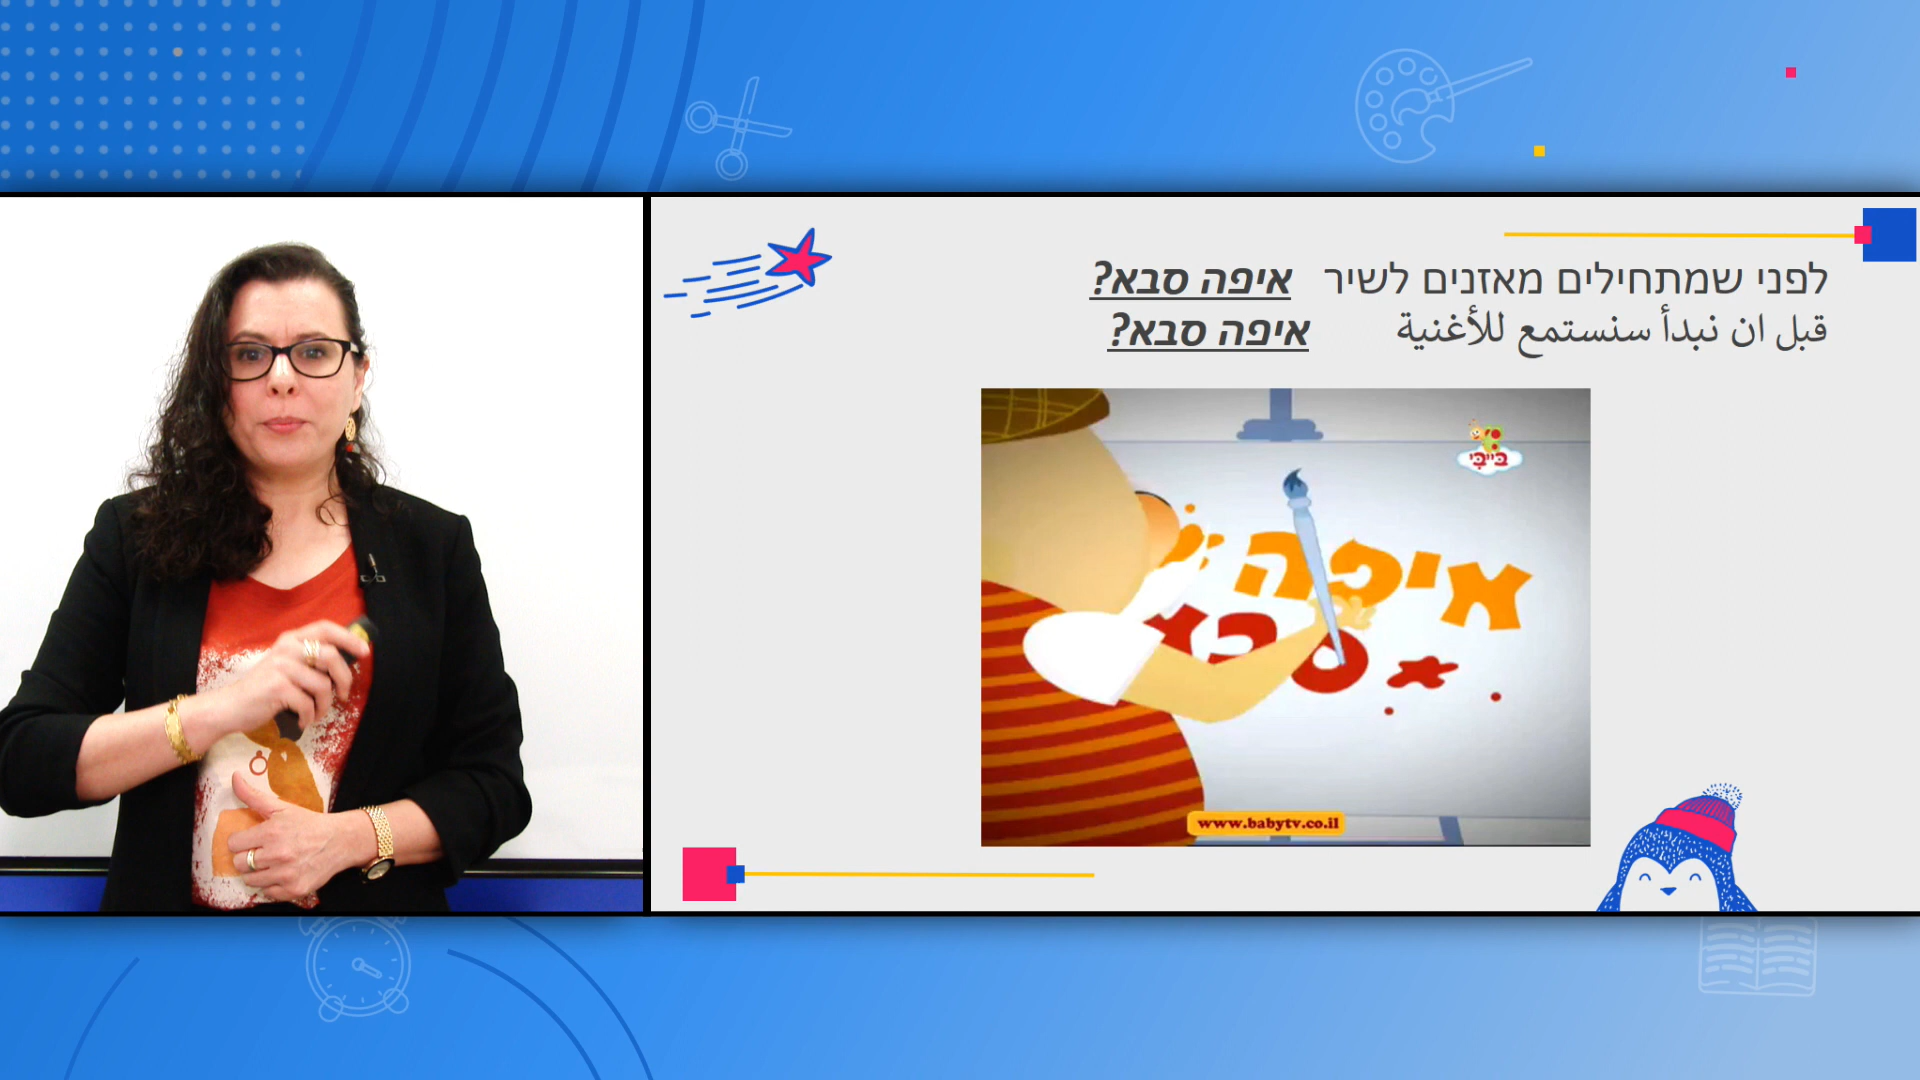 לפני שמתחילים מאזנים לשיר איפה סבא?
قبل ان نبدأ سنستمع للأغنية איפה סבא?
בייבי
איפה
סבא
www.babytv.co.il